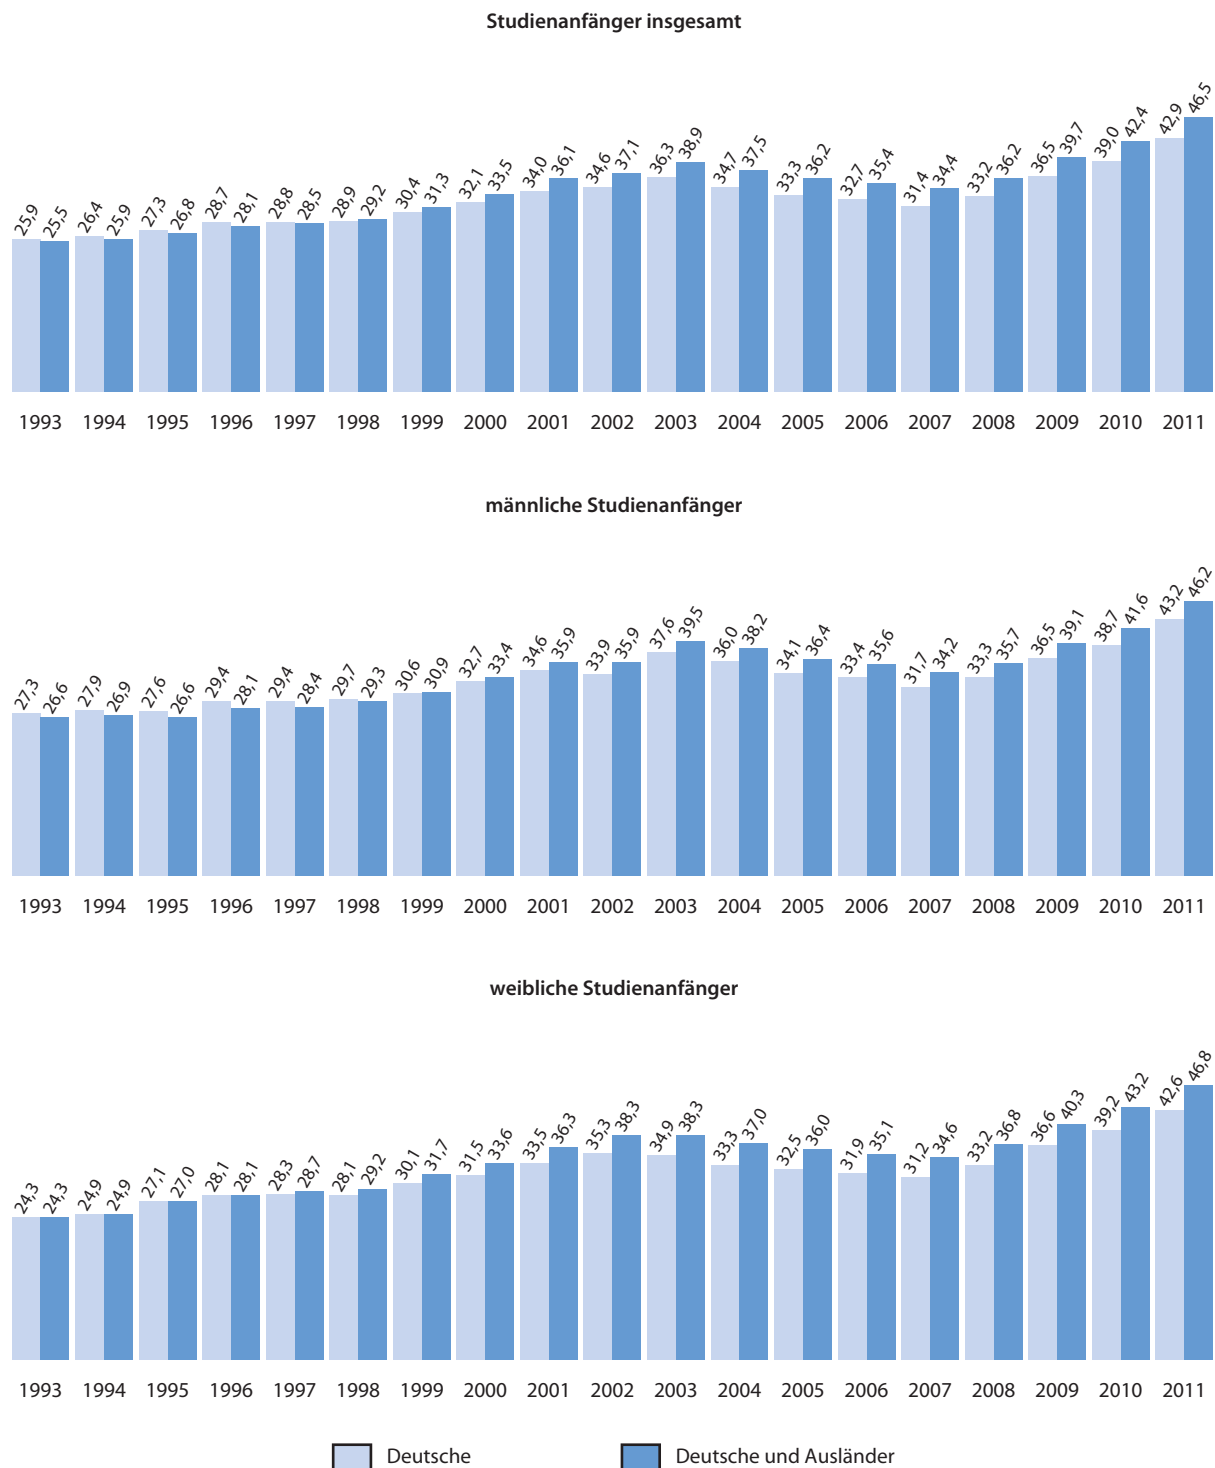 Studienanfänger insgesamt
25,9 25,5 26,4 25,9 27,3 26,8 28,7 28,1 28,8 28,5 28,9 29,2 30,4 31,3 32,1 33,5 34,0 36,1 34,6 37,1 36,3 38,9 34,7 37,5 33,3 36,2 32,7 35,4 31,4 34,4 33,2 36,2 36,5 39,7 39,0 42,4 42,9 46,5
1993 1994 1995 1996 1997 1998 1999 2000 2001 2002 2003 2004 2005 2006 2007 2008 2009 2010 2011
männliche Studienanfänger
27,3 26,6 27,9 26,9 27,6 26,6 29,4 28,1 29,4 28,4 29,7 29,3 30,6 30,9 32,7 33,4 34,6 35,9 33,9 35,9 37,6 39,5 36,0 38,2 34,1 36,4 33,4 35,6 31,7 34,2 33,3 35,7 36,5 39,1 38,7 41,6 43,2 46,2
1993 1994 1995 1996 1997 1998 1999 2000 2001 2002 2003 2004 2005 2006 2007 2008 2009 2010 2011
weibliche Studienanfänger
24,3 24,3 24,9 24,9 27,1 27,0 28,1 28,1 28,3 28,7 28,1 29,2 30,1 31,7 31,5 33,6 33,5 36,3 35,3 38,3 34,9 38,3 33,3 37,0 32,5 36,0 31,9 35,1 31,2 34,6 33,2 36,8 36,6 40,3 39,2 43,2 42,6 46,8
1993 1994 1995 1996 1997 1998 1999 2000 2001 2002 2003 2004 2005 2006 2007 2008 2009 2010 2011
Deutsche Deutsche und Ausländer